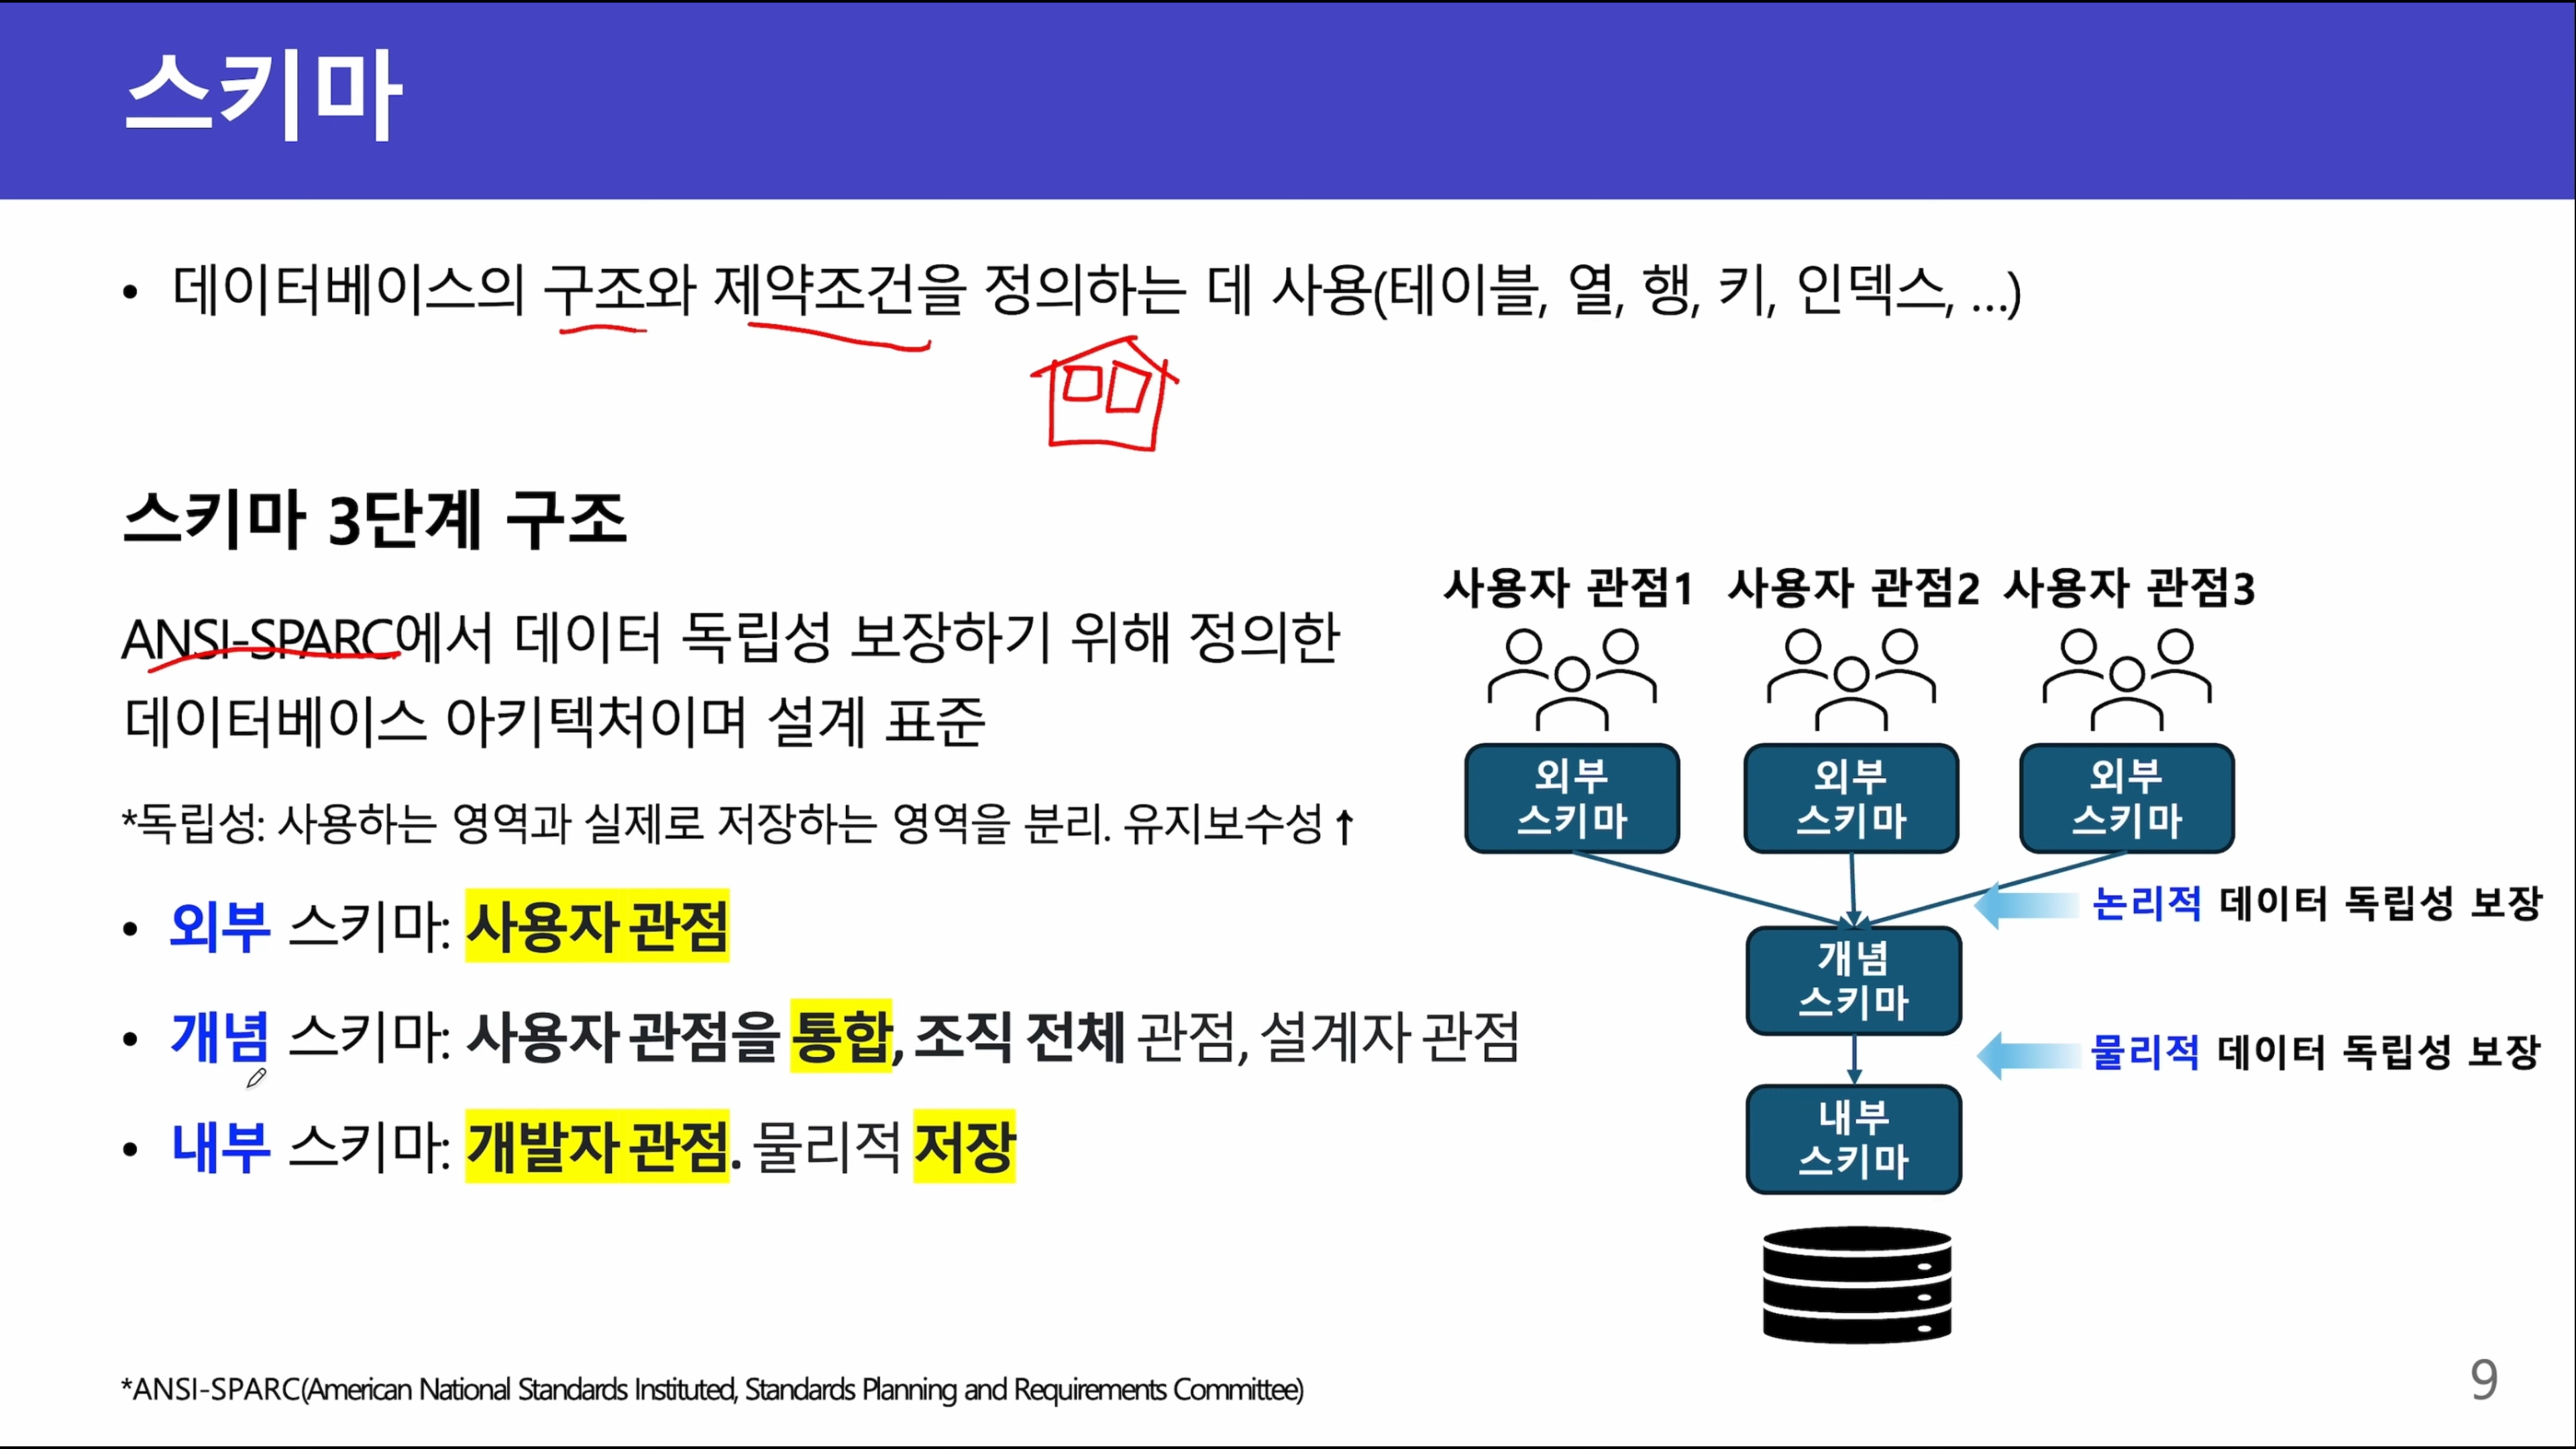 스키마
• 데이터베이스의 구조와 제약조건을 정의하는 데 사용(테이블, 열, 행, 키, 인덱스, ...)
스키마 3단계 구조
ANSI-SPARC에서 데이터 독립성 보장하기 위해 정의한
데이터베이스 아키텍처이며 설계 표준
*독립성: 사용하는 영역과 실제로 저장하는 영역을 분리. 유지보수성↑
• 외부 스키마: 사용자 관점
• 개념 스키마: 사용자 관점을 통합, 조직 전체 관점, 설계자 관점
• 내부 스키마: 개발자 관점. 물리적 저장
사용자 관점1 사용자 관점2 사용자 관점3
외부
스키마
외부
스키마
외부
스키마
논리적 데이터 독립성 보장
개념
스키마
물리적 데이터 독립성 보장
내부
스키마
*ANSI-SPARC(American National Standards Instituted, Standards Planning and Requirements Committee)
9